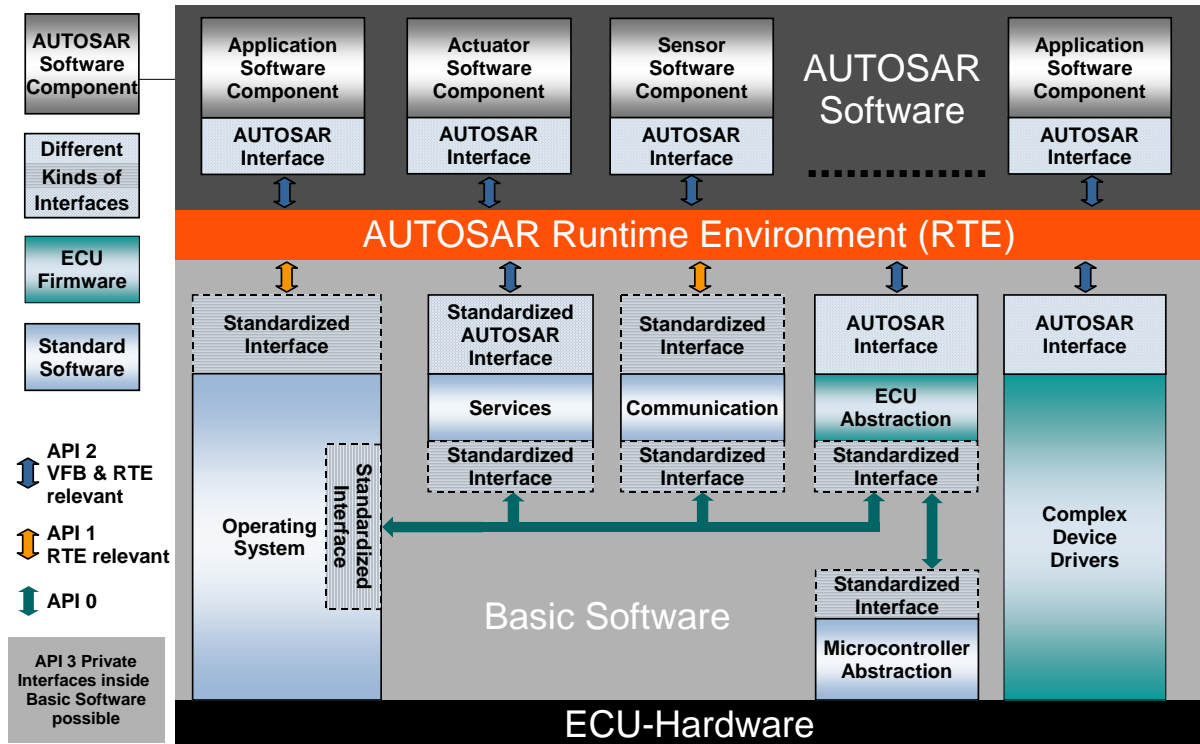 AUTOSAR
Software
Component
Different
Kinds of
Interfaces
ECU
Firmware
Standard
Software
API 2
VFB & RTE
relevant
API 1
RTE relevant
API 0
API 3 Private
Interfaces inside
Basic Software
possible
Application
Software
Component
AUTOSAR
Interface
Actuator
Software
Component
AUTOSAR
Interface
Sensor
Software
Component
AUTOSAR
Interface
AUTOSAR
Software
Application
Software
Component
AUTOSAR
Interface
AUTOSAR Runtime Environment (RTE)
Standardized
Interface
Operating
System
Standardized
Interface
Standardized
AUTOSAR
Interface
Services
Standardized
Interface
Standardized
Interface
Communication
Standardized
Interface
AUTOSAR
Interface
ECU
Abstraction
Standardized
Interface
Standardized
Interface
Microcontroller
Abstraction
AUTOSAR
Interface
Complex
Device
Drivers
Basic Software
ECU-Hardware